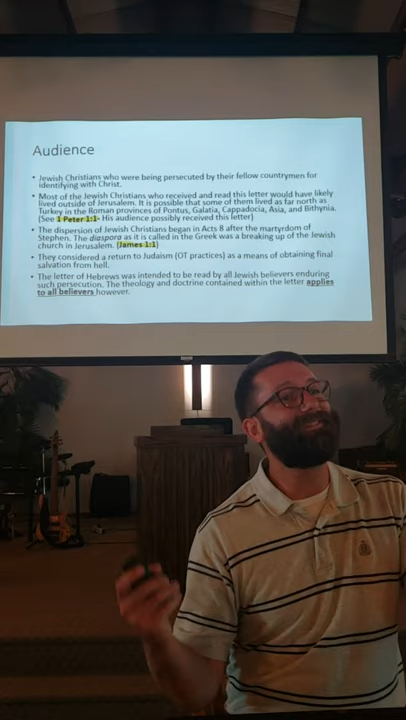 Audience
• Jewish Christians who were being persecuted by their fellow countrymen for
identifying with Christ.
• Most of the Jewish Christians who received and read this letter would have likely
lived outside of Jerusalem. It is possible that some of them lived as far north as
Turkey in the Roman provinces of Pontus, Galatia, Cappadocia, Asia, and Bithynia.
(See 1 Peter 1:1- His audience possibly received this letter)
• The dispersion of Jewish Christians began in Acts 8 after the martyrdom of
Stephen. The diaspora as it is called in the Greek was a breaking up of the Jewish
church in Jerusalem. (James 1:1)
• They considered a return to Judaism (OT practices) as a means of obtaining final
salvation from hell.
• The letter of Hebrews was intended to be read by all Jewish believers enduring
such persecution. The theology and doctrine contained within the letter applies
to all believers however.